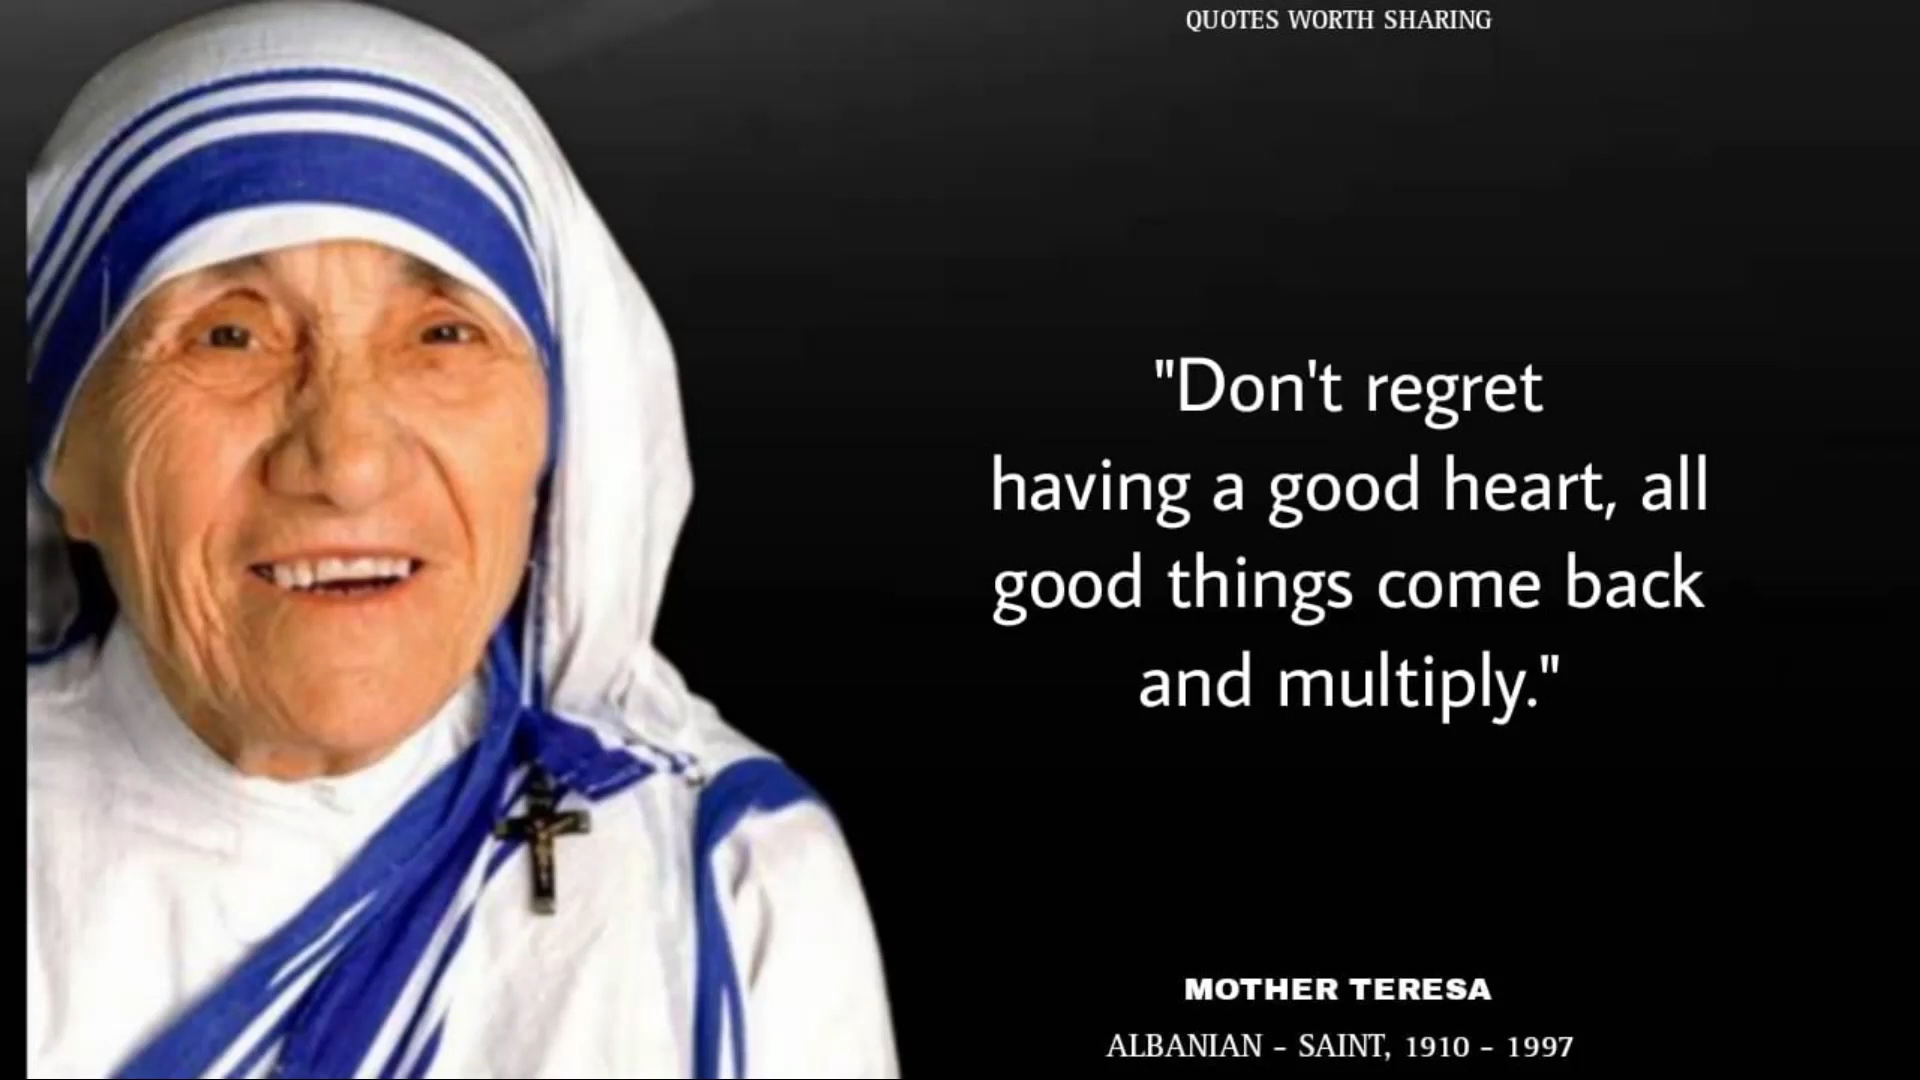 QUOTES WORTH SHARING
"Don't regret
having a good heart, all
good things come back
and multiply."
MOTHER TERESA
ALBANIAN - SAINT, 1910 - 1997